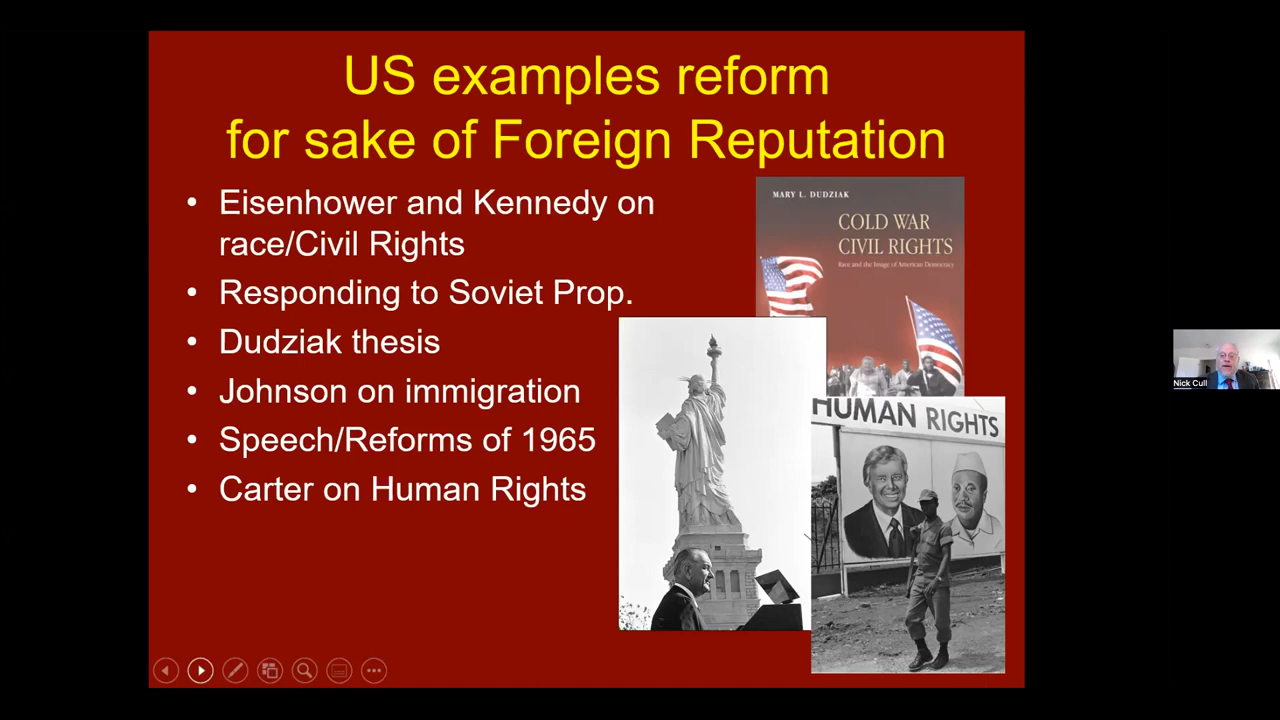 US examples reform
for sake of Foreign Reputation
• Eisenhower and Kennedy on
race/Civil Rights
• Responding to Soviet Prop.
• Dudziak thesis
• Johnson on immigration
• Speech/Reforms of 1965
• Carter on Human Rights
MARY L. DUDZIAK
COLD WAR
CIVIL RIGHTS
Race and the Image of American Democracy
HUMAN RIGHTS
Nick Cull